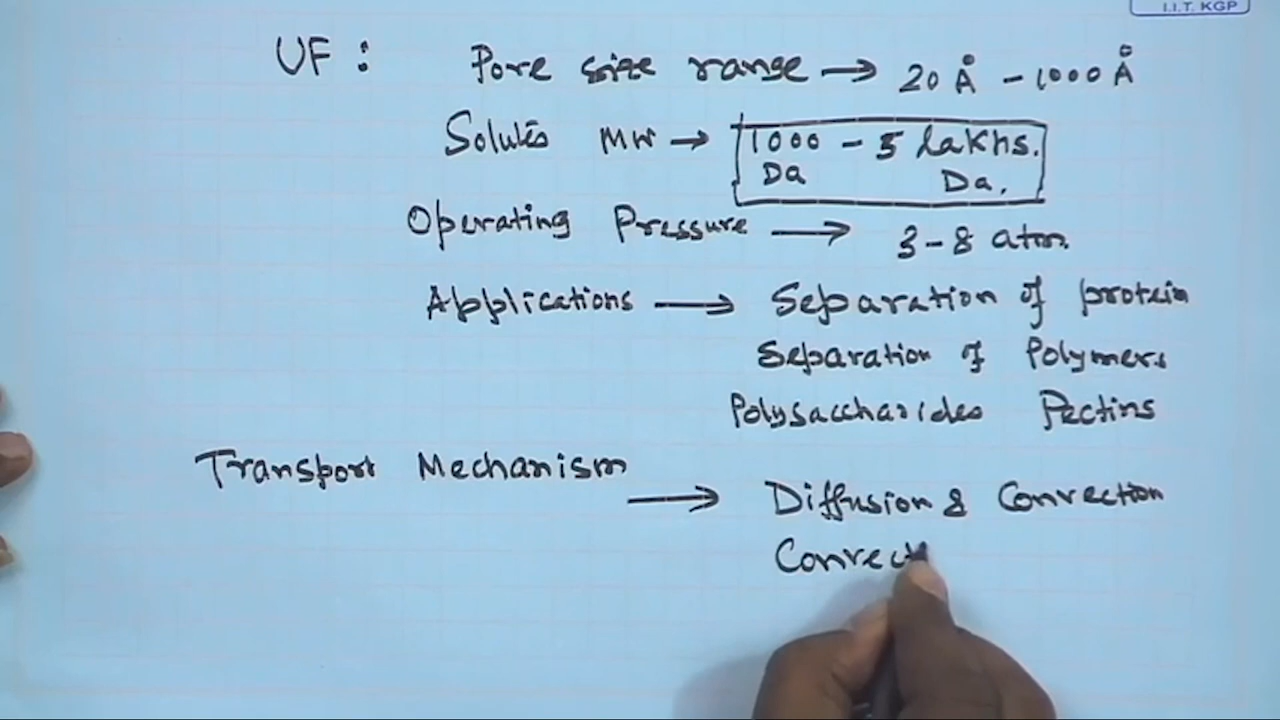 I.I.T. KGP
UF : Pore size range → 20 Å - 1000 Å
Solutes MW → 1000 - 5 lakhs.
Da Da.
Operating Pressure → 3-8 atm.
Applications → Separation of protein
Separation of Polymers
Polysaccharides Pectins
Transport Mechanism
→ Diffusion & Convection
Convect